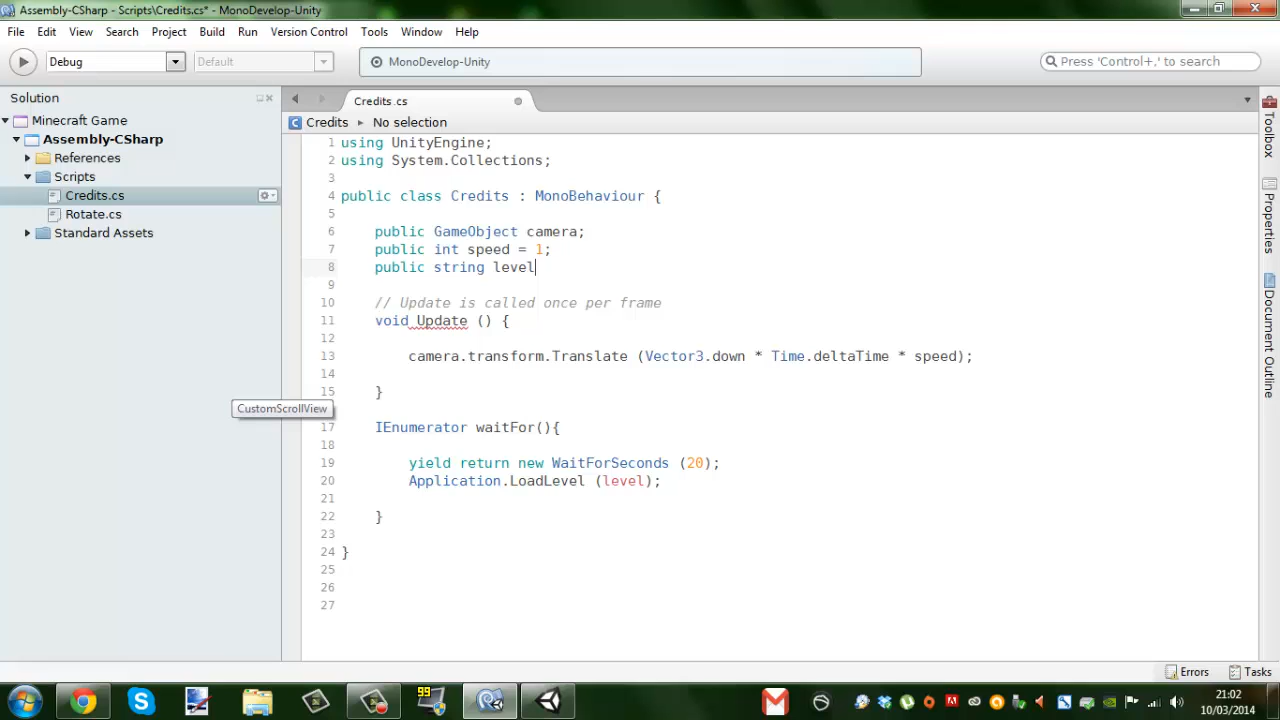 Assembly-CSharp - Scripts\Credits.cs* - MonoDevelop-Unity
File Edit View Search Project Build Run Version Control Tools Window Help
Debug Default MonoDevelop-Unity Press 'Control+,' to search
Solution
Minecraft Game
Assembly-CSharp
References
Scripts
Credits.cs
Rotate.cs
Standard Assets
Credits.cs
Credits ▸ No selection
1 using UnityEngine;
2 using System.Collections;
3
4 public class Credits : MonoBehaviour {
5
6 public GameObject camera;
7 public int speed = 1;
8 public string level
9
10 // Update is called once per frame
11 void Update () {
12
13 camera.transform.Translate (Vector3.down * Time.deltaTime * speed);
14
15 }
CustomScrollView
17 IEnumerator waitFor(){
18
19 yield return new WaitForSeconds (20);
20 Application.LoadLevel (level);
21
22 }
23
24 }
25
26
27
Toolbox
Properties
Document Outline
Errors Tasks
99
21:02
10/03/2014